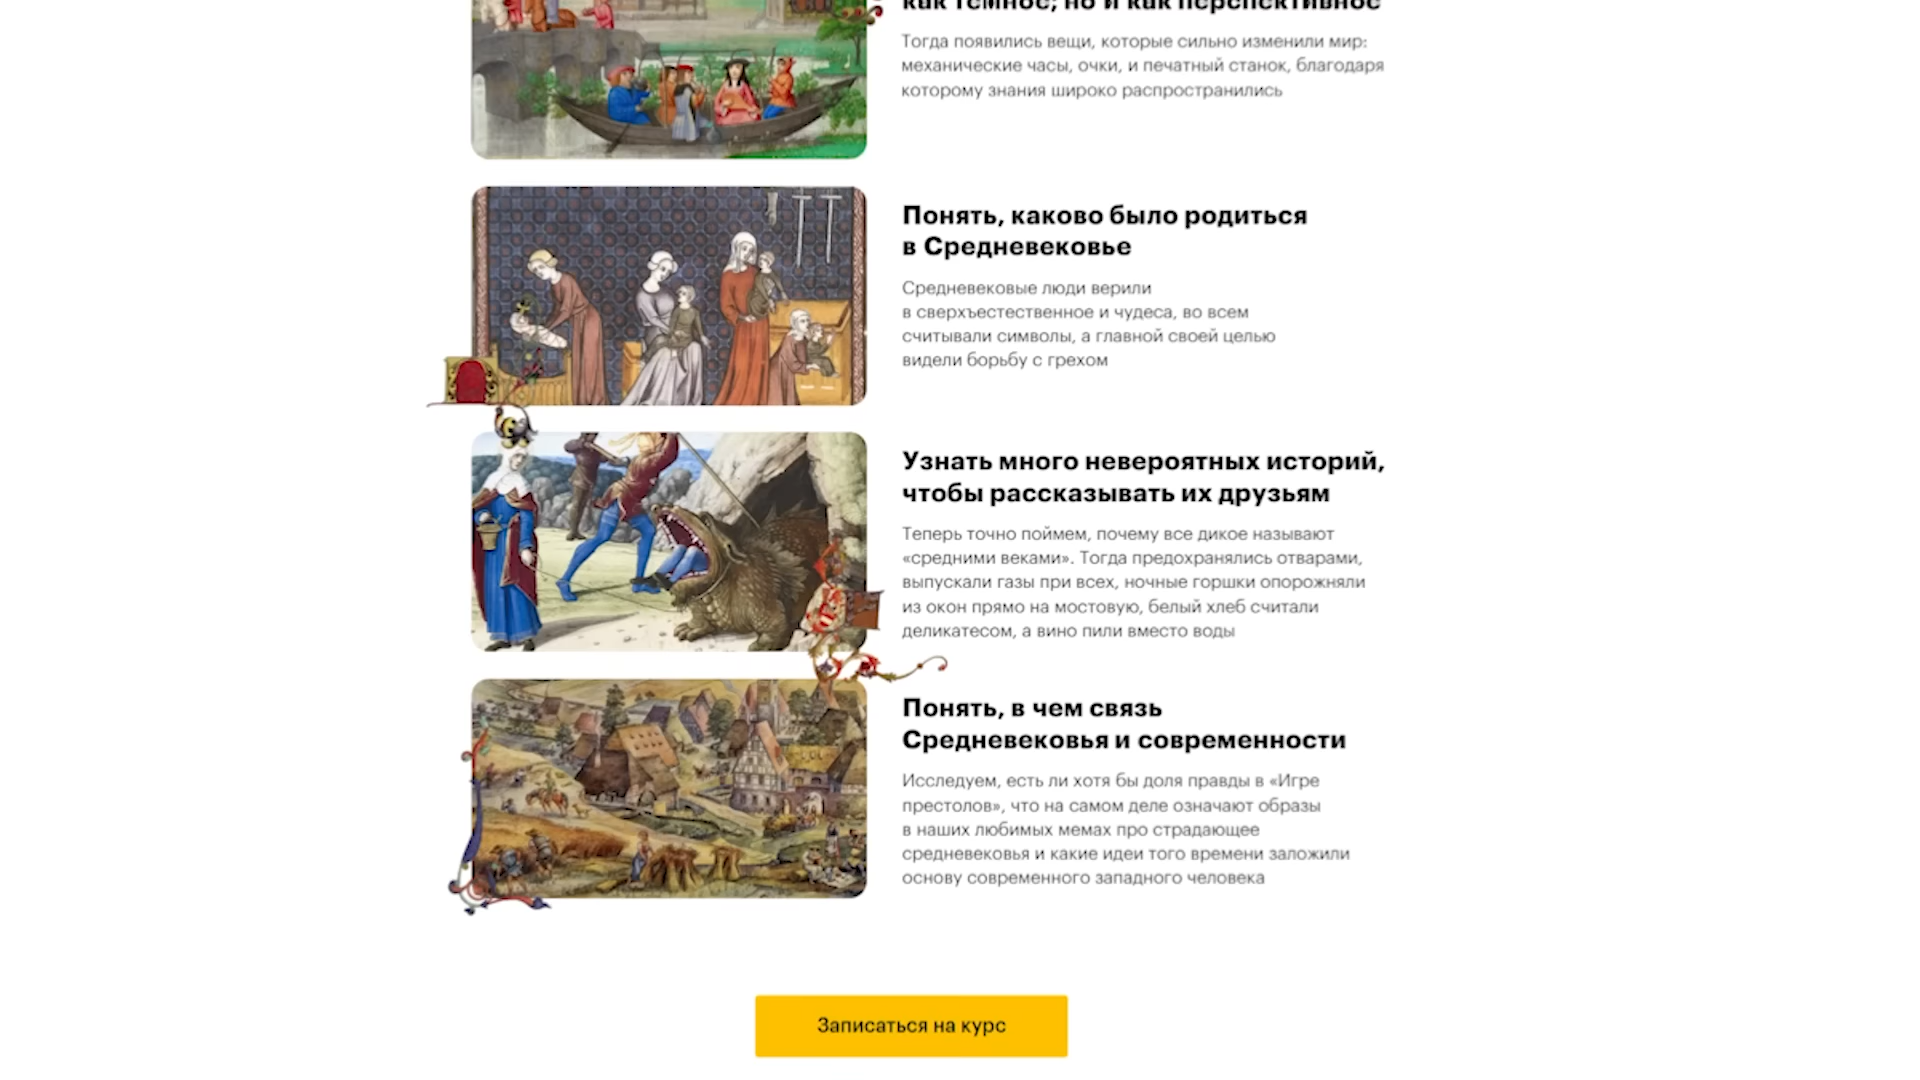 как темное, но и как перспективное
Тогда появились вещи, которые сильно изменили мир:
механические часы, очки, и печатный станок, благодаря
которому знания широко распространились
Понять, каково было родиться
в Средневековье
Средневековые люди верили
в сверхъестественное и чудеса, во всем
считывали символы, а главной своей целью
видели борьбу с грехом
Узнать много невероятных историй,
чтобы рассказывать их друзьям
Теперь точно поймем, почему все дикое называют
«средними веками». Тогда предохранялись отварами,
выпускали газы при всех, ночные горшки опорожняли
из окон прямо на мостовую, белый хлеб считали
деликатесом, а вино пили вместо воды
Понять, в чем связь
Средневековья и современности
Исследуем, есть ли хотя бы доля правды в «Игре
престолов», что на самом деле означают образы
в наших любимых мемах про страдающее
средневековья и какие идеи того времени заложили
основу современного западного человека
Записаться на курс